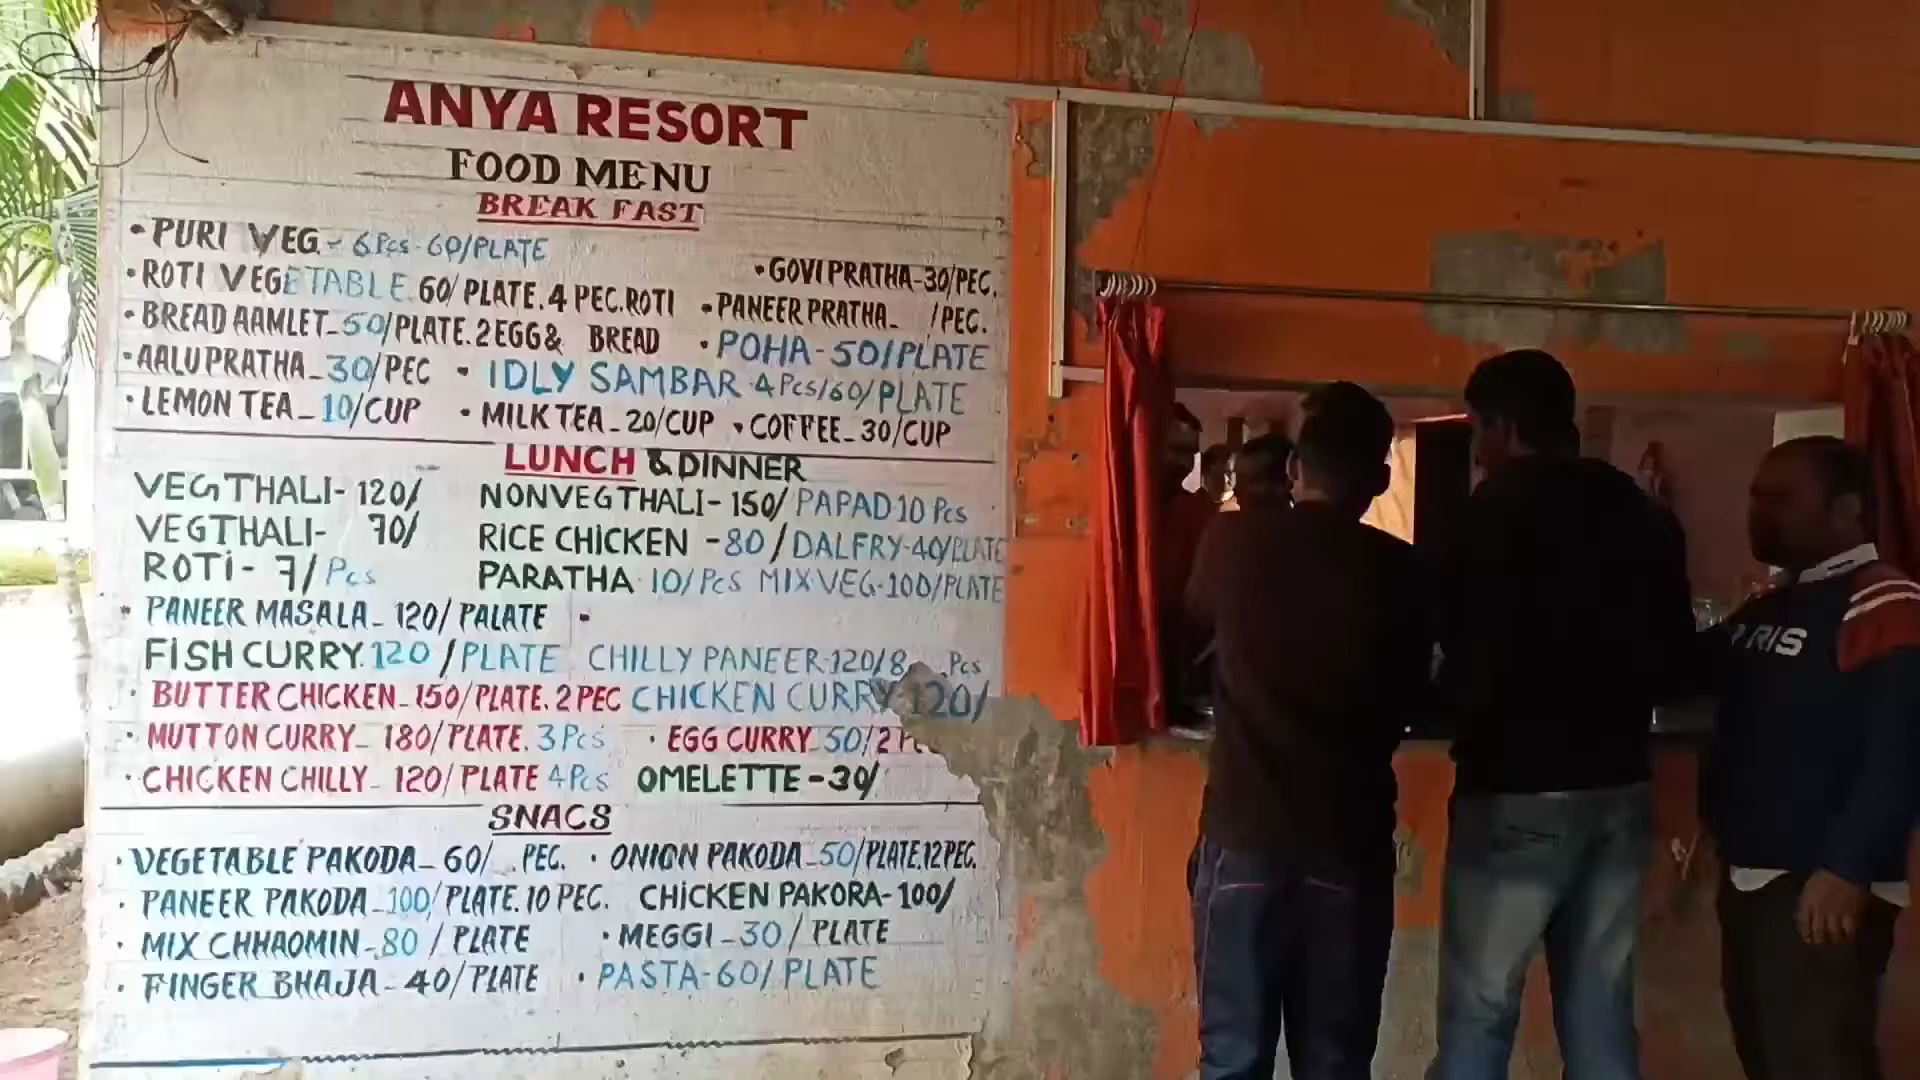 ANYA RESORT
FOOD MENU
BREAK FAST
• PURI VEG - 6 Pcs - 60/PLATE
• GOVI PRATHA - 30/PEC.
• ROTI VEGETABLE 60/PLATE. 4 PEC. ROTI
• PANEER PRATHA - /PEC.
• BREAD AAMLET - 50/PLATE. 2 EGG & BREAD
• POHA - 50/PLATE
• AALU PRATHA - 30/PEC
• IDLY SAMBAR 4 Pcs/60/PLATE
• LEMON TEA - 10/CUP
• MILK TEA - 20/CUP • COFFEE - 30/CUP
LUNCH & DINNER
VEG THALI - 120/ NONVEG THALI - 150/ PAPAD 10 Pcs
VEG THALI - 70/ RICE CHICKEN - 80/ DALFRY - 40/PLATE
ROTI - 7/Pcs PARATHA 10/Pcs MIX VEG - 100/PLATE
• PANEER MASALA - 120/PALATE •
FISH CURRY 120/PLATE CHILLY PANEER - 120/8 Pcs
• BUTTER CHICKEN - 150/PLATE. 2 PEC CHICKEN CURRY 120/
• MUTTON CURRY - 180/PLATE. 3 Pcs • EGG CURRY 50/2
• CHICKEN CHILLY - 120/PLATE 4 Pcs OMELETTE - 30/
SNACS
• VEGETABLE PAKODA - 60/ PEC. • ONION PAKODA - 50/PLATE. 12 PEC.
• PANEER PAKODA - 100/PLATE. 10 PEC. CHICKEN PAKORA - 100/
• MIX CHHAOMIN - 80/PLATE • MEGGI - 30/PLATE
• FINGER BHAJA - 40/PLATE • PASTA - 60/PLATE